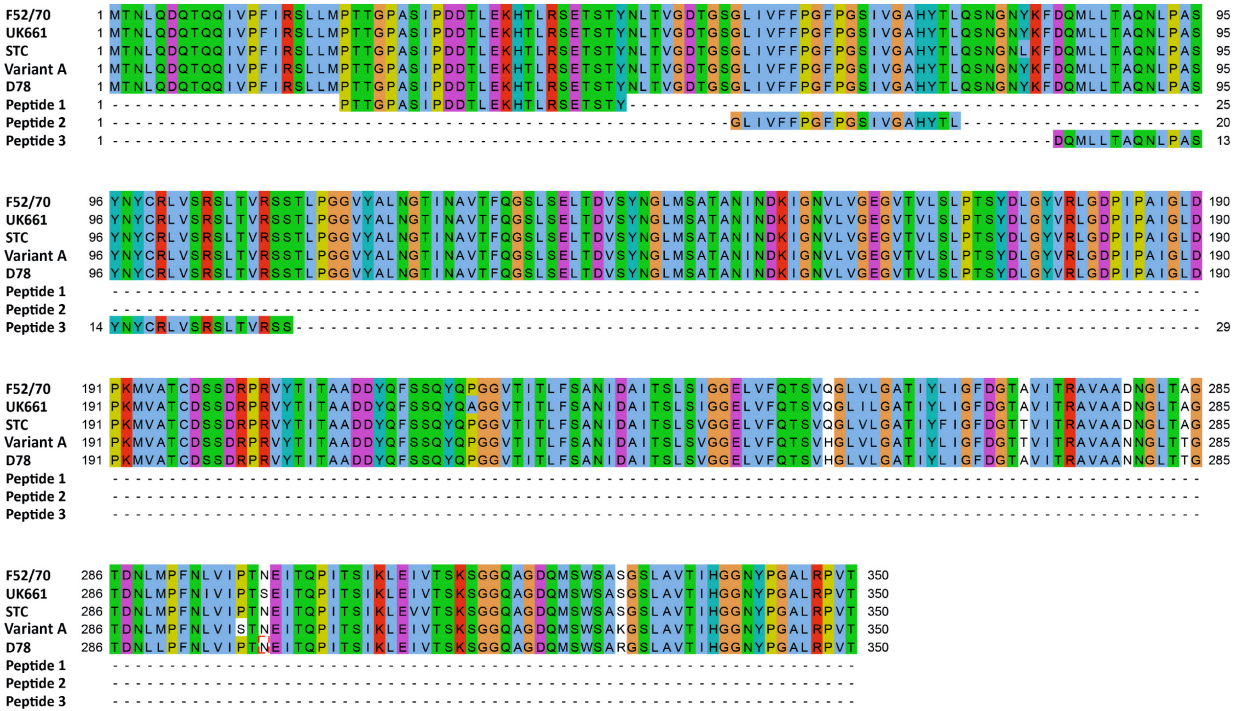 F52/70 1 MTNLQDQTQQIVPFIRSLLMPTTGPASIPDDTLEKHTLRSETSTYNLTVGDTGSGLIVFFPGFPGSIVGAHYTLQSNGNYKFDQMLLTAQNLPAS 95
UK661 1 MTNLQDQTQQIVPFIRSLLMPTTGPASIPDDTLEKHTLRSETSTYNLTVGDTGSGLIVFFPGFPGSIVGAHYTLQSNGNYKFDQMLLTAQNLPAS 95
STC 1 MTNLQDQTQQIVPFIRSLLMPTTGPASIPDDTLEKHTLRSETSTYNLTVGDTGSGLIVFFPGFPGSIVGAHYTLQSNGNLKFDQMLLTAQNLPAS 95
Variant A 1 MTNLQDQTQQIVPFIRSLLMPTTGPASIPDDTLEKHTLRSETSTYNLTVGDTGSGLIVFFPGFPGSIVGAHYTLQSNGNYKFDQMLLTAQNLPAS 95
D78 1 MTNLQDQTQQIVPFIRSLLMPTTGPASIPDDTLEKHTLRSETSTYNLTVGDTGSGLIVFFPGFPGSIVGAHYTLQSNGNYKFDQMLLTAQNLPAS 95
Peptide 1 1 --------------------PTTGPASIPDDTLEKHTLRSETSTY-------------------------------------------------- 25
Peptide 2 1 ------------------------------------------------------GLIVFFPGFPGSIVGAHYTL--------------------- 20
Peptide 3 1 ----------------------------------------------------------------------------------DQMLLTAQNLPAS 13
F52/70 96 YNYCRLVSRSLTVRSSTLPGGVYALNGTINAVTFQGSLSELTDVSYNGLMSATANINDKIGNVLVGEGVTVLSLPTSYDLGYVRLGDPIPAIGLD 190
UK661 96 YNYCRLVSRSLTVRSSTLPGGVYALNGTINAVTFQGSLSELTDVSYNGLMSATANINDKIGNVLVGEGVTVLSLPTSYDLGYVRLGDPIPAIGLD 190
STC 96 YNYCRLVSRSLTVRSSTLPGGVYALNGTINAVTFQGSLSELTDVSYNGLMSATANINDKIGNVLVGEGVTVLSLPTSYDLGYVRLGDPIPAIGLD 190
Variant A 96 YNYCRLVSRSLTVRSSTLPGGVYALNGTINAVTFQGSLSELTDVSYNGLMSATANINDKIGNVLVGEGVTVLSLPTSYDLGYVRLGDPIPAIGLD 190
D78 96 YNYCRLVSRSLTVRSSTLPGGVYALNGTINAVTFQGSLSELTDVSYNGLMSATANINDKIGNVLVGEGVTVLSLPTSYDLGYVRLGDPIPAIGLD 190
Peptide 1 -----------------------------------------------------------------------------------------------
Peptide 2 -----------------------------------------------------------------------------------------------
Peptide 3 14 YNYCRLVSRSLTVRSS------------------------------------------------------------------------------- 29
F52/70 191 PKMVATCDSSDRPRVYTITAADDYQFSSQYQPGGVTITLFSANIDAITSLSIGGELVFQTSVQGLVLGATIYLIGFDGTAVITRAVAADNGLTAG 285
UK661 191 PKMVATCDSSDRPRVYTITAADDYQFSSQYQAGGVTITLFSANIDAITSLSIGGELVFQTSVQGLILGATIYLIGFDGTAVITRAVAADNGLTAG 285
STC 191 PKMVATCDSSDRPRVYTITAADDYQFSSQYQPGGVTITLFSANIDAITSLSVGGELVFQTSVQGLVLGATIYFIGFDGTTVITRAVAADNGLTAG 285
Variant A 191 PKMVATCDSSDRPRVYTITAADDYQFSSQYQPGGVTITLFSANIDAITSLSVGGELVFQTSVHGLVLGATIYLIGFDGTTVITRAVAANNGLTTG 285
D78 191 PKMVATCDSSDRPRVYTITAADDYQFSSQYQPGGVTITLFSANIDAITSLSVGGELVFQTSVHGLVLGATIYLIGFDGTAVITRAVAANNGLTTG 285
Peptide 1 -----------------------------------------------------------------------------------------------
Peptide 2 -----------------------------------------------------------------------------------------------
Peptide 3 -----------------------------------------------------------------------------------------------
F52/70 286 TDNLMPFNLVIPTNEITQPITSIKLEIVTSKSGGQAGDQMSWSASGSLAVTIHGGNYPGALRPVT 350
UK661 286 TDNLMPFNIVIPTSEITQPITSIKLEIVTSKSGGQAGDQMSWSASGSLAVTIHGGNYPGALRPVT 350
STC 286 TDNLMPFNLVIPTNEITQPITSIKLEIVTSKSGGQAGDQMSWSASGSLAVTIHGGNYPGALRPVT 350
Variant A 286 TDNLMPFNLVISTNEITQPITSIKLEIVTSKSGGQAGDQMSWSAKGSLAVTIHGGNYPGALRPVT 350
D78 286 TDNLLPFNLVIPTNEITQPITSIKLEIVTSKSGGQAGDQMSWSARGSLAVTIHGGNYPGALRPVT 350
Peptide 1 -----------------------------------------------------------------
Peptide 2 -----------------------------------------------------------------
Peptide 3 -----------------------------------------------------------------